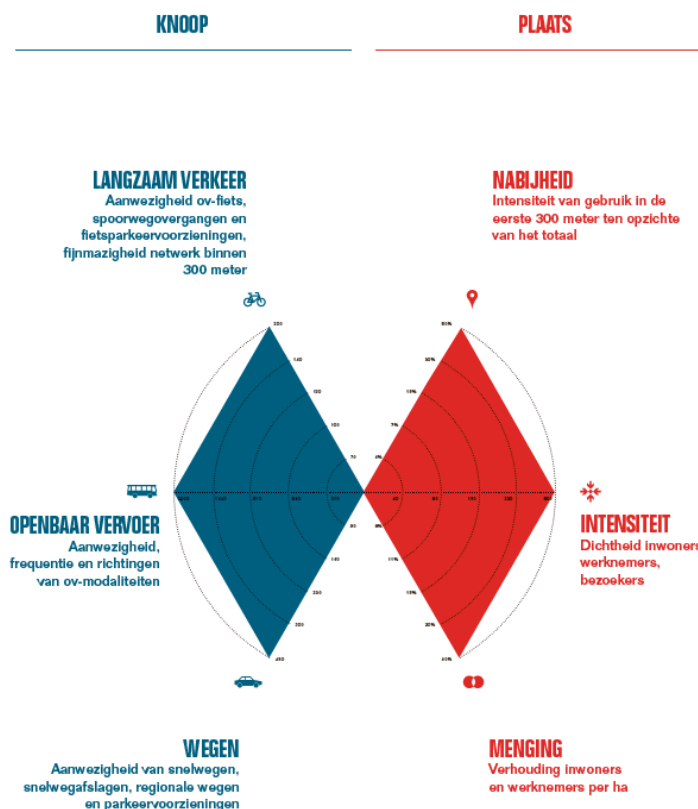 KNOOP
PLAATS
LANGZAAM VERKEER
Aanwezigheid ov-fiets,
spoorwegovergangen en
fietsparkeervoorzieningen,
fijnmazigheid netwerk binnen
300 meter
NABIJHEID
Intensiteit van gebruik in de
eerste 300 meter ten opzichte
van het totaal
OPENBAAR VERVOER
Aanwezigheid,
frequentie en richtingen
van ov-modaliteiten
INTENSITEIT
Dichtheid inwoners
werknemers,
bezoekers
WEGEN
Aanwezigheid van snelwegen,
snelwegafslagen, regionale wegen
en parkeervoorzieningen
MENGING
Verhouding inwoners
en werknemers per ha